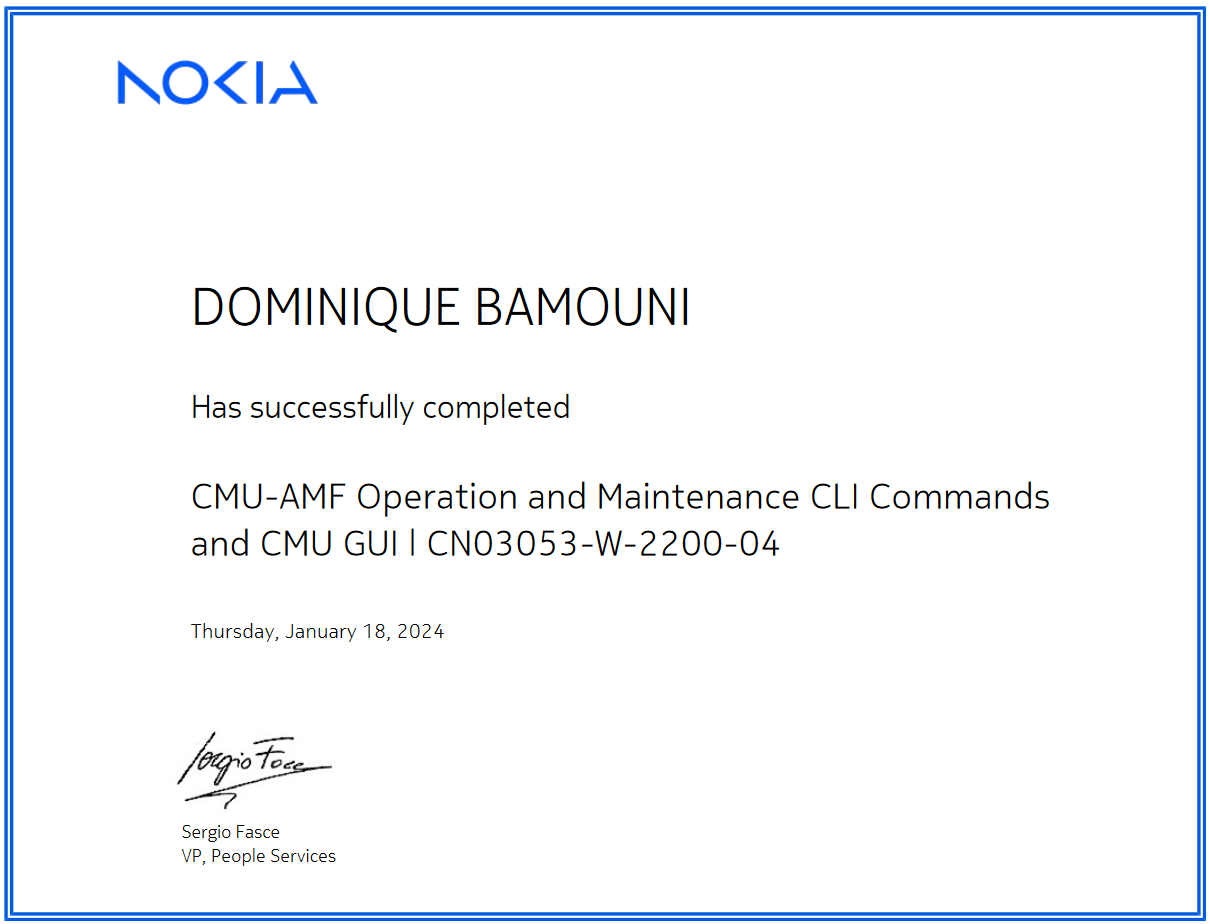 NOKIA
DOMINIQUE BAMOUNI
Has successfully completed
CMU-AMF Operation and Maintenance CLI Commands
and CMU GUI | CN03053-W-2200-04
Thursday, January 18, 2024
Sergio Fasce
Sergio Fasce
VP, People Services